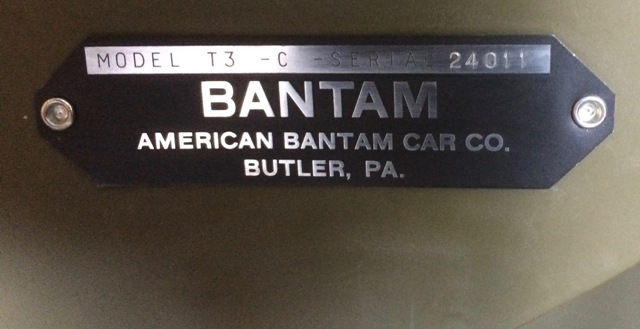 MODEL T3 -C -SERIAL 24011
BANTAM
AMERICAN BANTAM CAR CO.
BUTLER, PA.